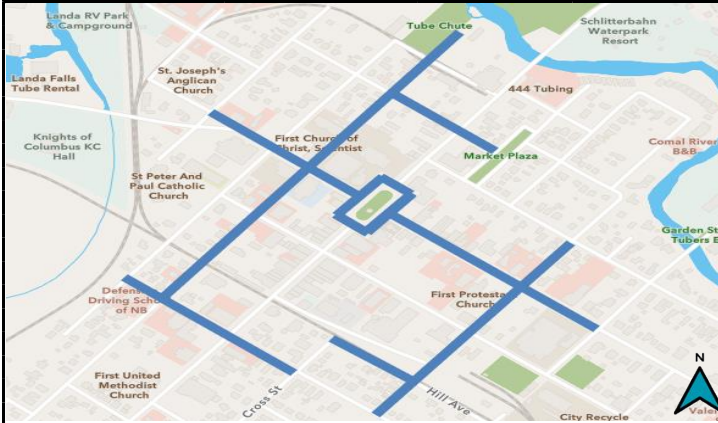 Landa RV Park
& Campground
Tube Chute
Schlitterbahn
Waterpark
Resort
St. Joseph's
Anglican
Church
Landa Falls
Tube Rental
444 Tubing
Knights of
Columbus KC
Hall
First Church of
Christ, Scientist
Market Plaza
Comal River
B&B
St Peter And
Paul Catholic
Church
Garden St
Tubers
Driving
of NB
First
Church
First United
Methodist
Church
Cross St
Hill Ave
City Recycle
N